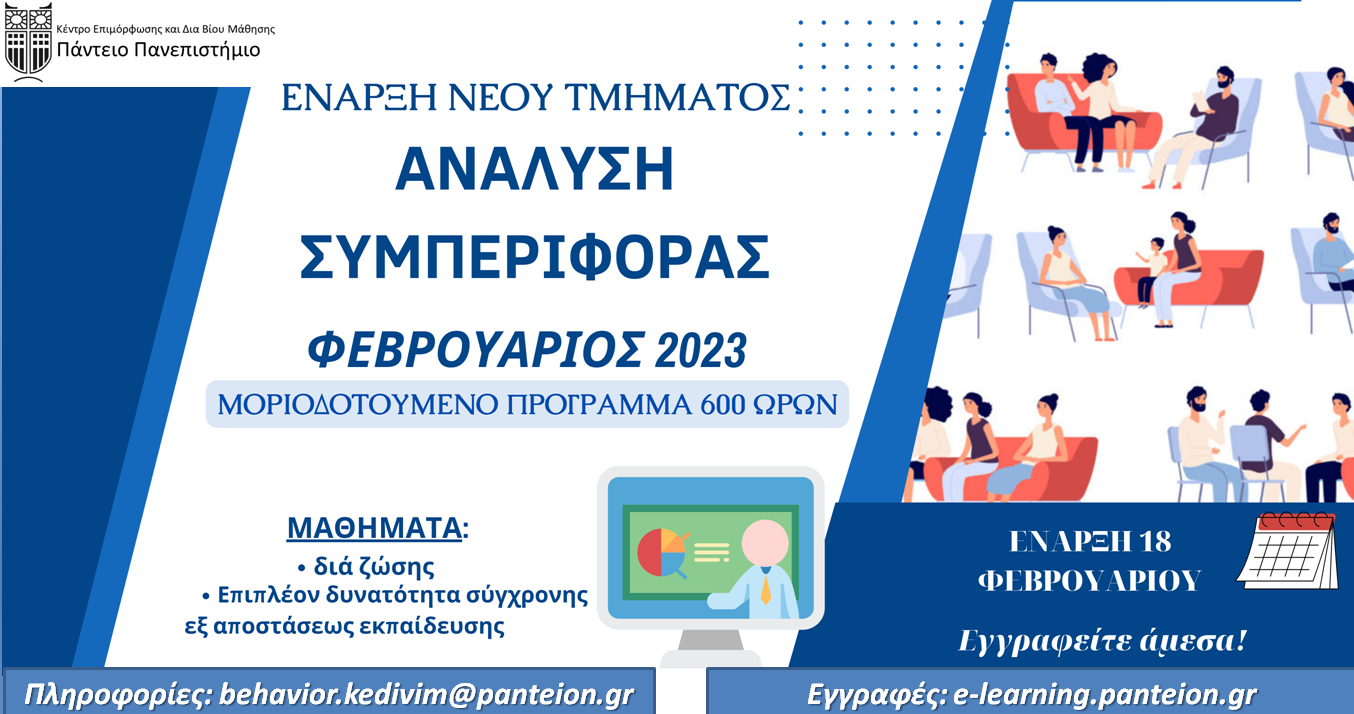 Κέντρο Επιμόρφωσης και Δια Βίου Μάθησης
Πάντειο Πανεπιστήμιο
ΕΝΑΡΞΗ ΝΕΟΥ ΤΜΗΜΑΤΟΣ
ΑΝΑΛΥΣΗ
ΣΥΜΠΕΡΙΦΟΡΑΣ
ΦΕΒΡΟΥΑΡΙΟΣ 2023
ΜΟΡΙΟΔΟΤΟΥΜΕΝΟ ΠΡΟΓΡΑΜΜΑ 600 ΩΡΩΝ
ΜΑΘΗΜΑΤΑ:
• διά ζώσης
• Επιπλέον δυνατότητα σύγχρονης
εξ αποστάσεως εκπαίδευσης
ΕΝΑΡΞΗ 18
ΦΕΒΡΟΥΑΡΙΟΥ
Εγγραφείτε άμεσα!
Πληροφορίες: behavior.kedivim@panteion.gr
Εγγραφές: e-learning.panteion.gr